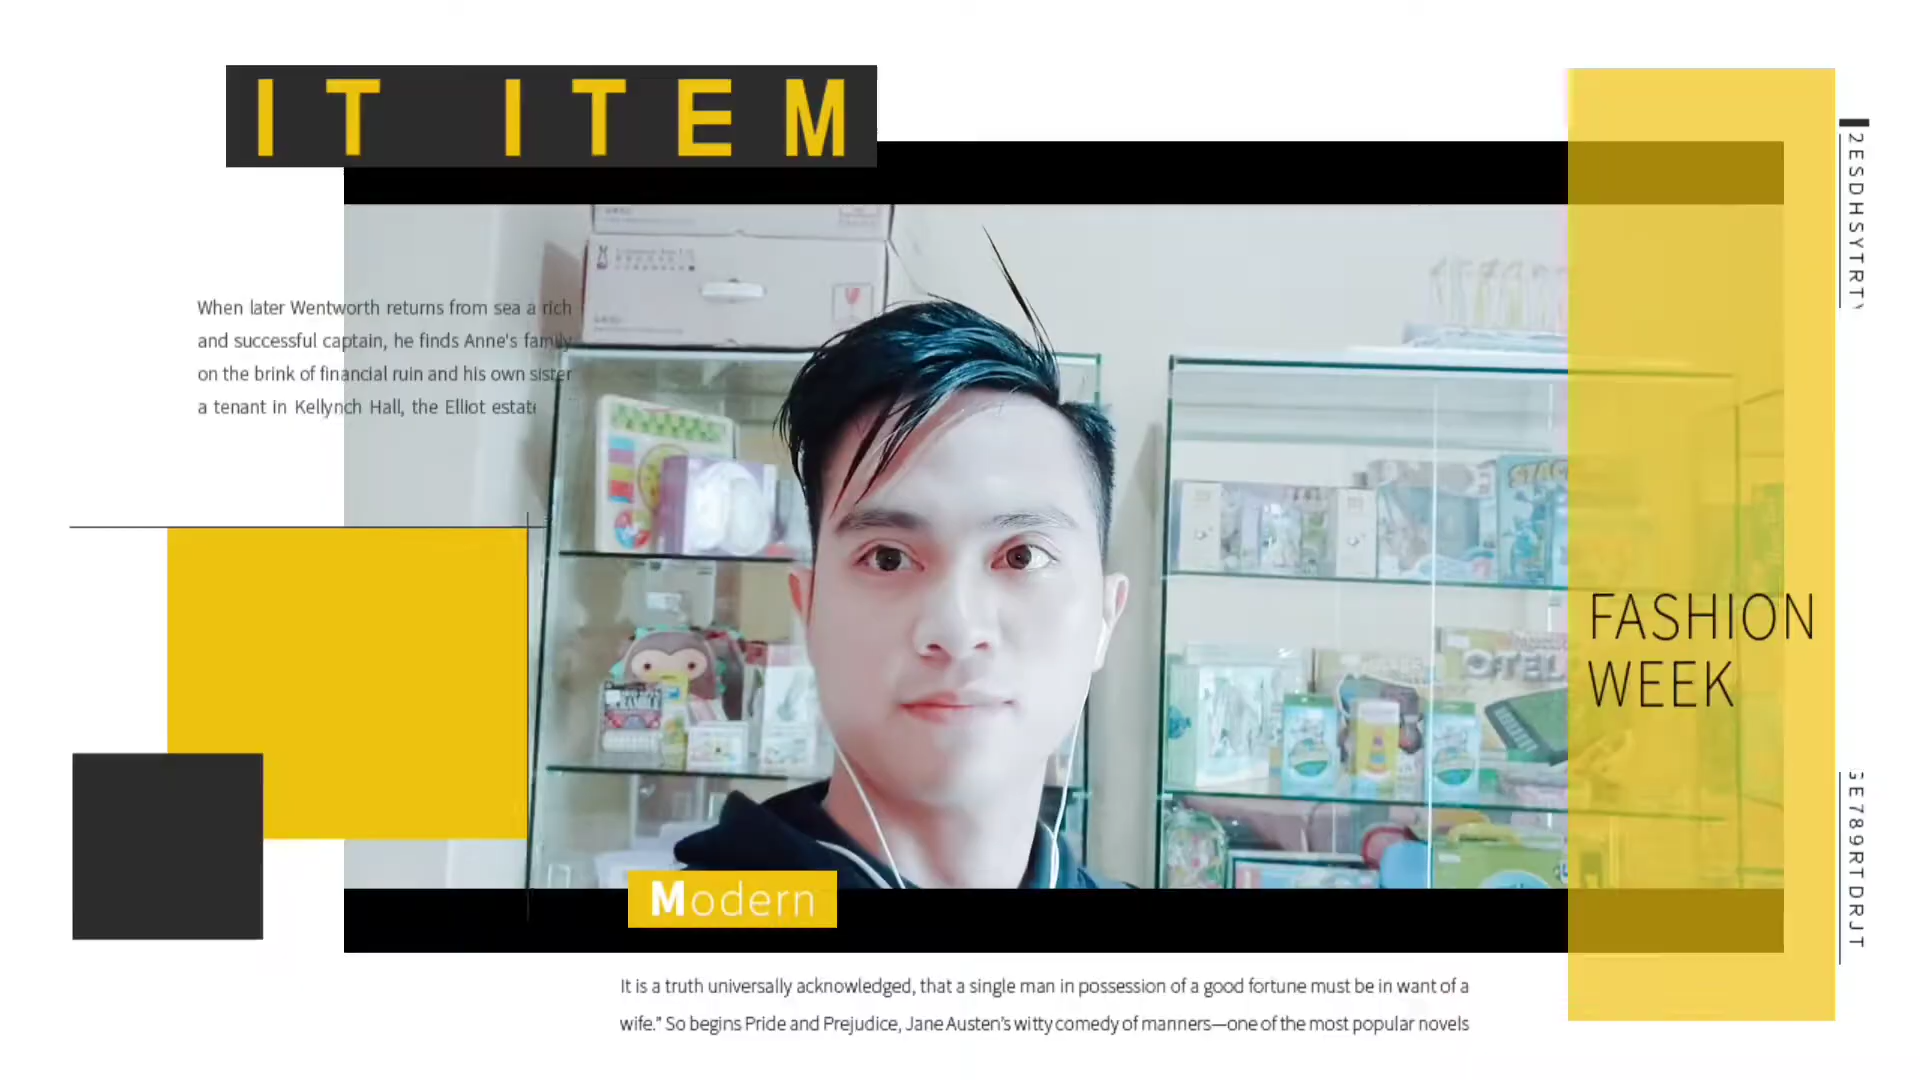 IT ITEM
When later Wentworth returns from sea a rich
and successful captain, he finds Anne's family
on the brink of financial ruin and his own sister
a tenant in Kellynch Hall, the Elliot estate
FASHION
WEEK
2ESDHSYTRT
Modern
It is a truth universally acknowledged, that a single man in possession of a good fortune must be in want of a
wife.” So begins Pride and Prejudice, Jane Austen’s witty comedy of manners—one of the most popular novels
E789RTDRJT